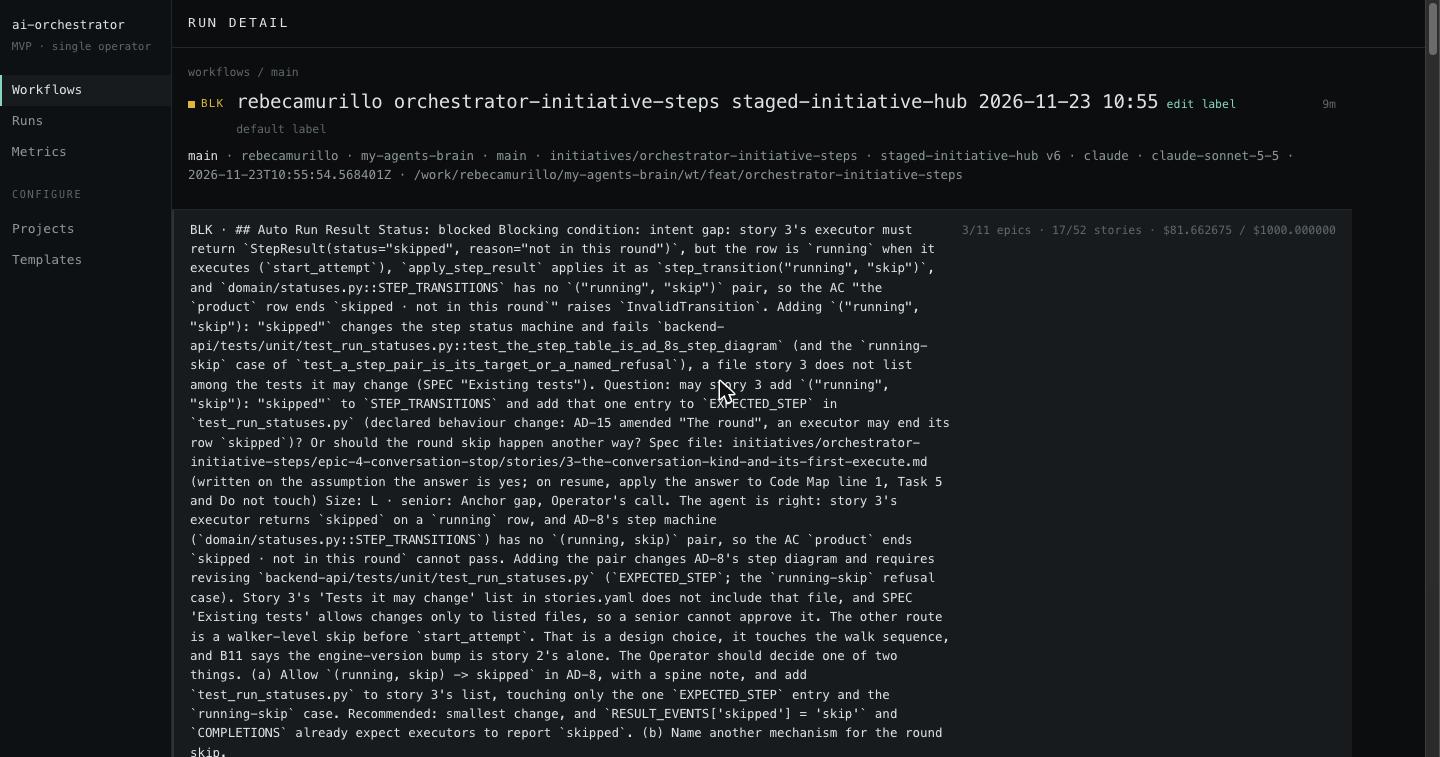 ai-orchestrator
MVP · single operator
Workflows
Runs
Metrics
CONFIGURE
Projects
Templates
RUN DETAIL
workflows / main
BLK rebecamurillo orchestrator-initiative-steps staged-initiative-hub 2026-11-23 10:55 edit label 9m
default label
main · rebecamurillo · my-agents-brain · main · initiatives/orchestrator-initiative-steps · staged-initiative-hub v6 · claude · claude-sonnet-5-5 ·
2026-11-23T10:55:54.568401Z · /work/rebecamurillo/my-agents-brain/wt/feat/orchestrator-initiative-steps
BLK · ## Auto Run Result Status: blocked Blocking condition: intent gap: story 3's executor must
return `StepResult(status="skipped", reason="not in this round")`, but the row is `running` when it
executes (`start_attempt`), `apply_step_result` applies it as `step_transition("running", "skip")`,
and `domain/statuses.py::STEP_TRANSITIONS` has no `("running", "skip")` pair, so the AC "the
`product` row ends `skipped · not in this round`" raises `InvalidTransition`. Adding `("running",
"skip"): "skipped"` changes the step status machine and fails `backend-
api/tests/unit/test_run_statuses.py::test_the_step_table_is_ad_8s_step_diagram` (and the `running-
skip` case of `test_a_step_pair_is_its_target_or_a_named_refusal`), a file story 3 does not list
among the tests it may change (SPEC "Existing tests"). Question: may story 3 add `("running",
"skip"): "skipped"` to `STEP_TRANSITIONS` and add that one entry to `EXPECTED_STEP` in
`test_run_statuses.py` (declared behaviour change: AD-15 amended "The round", an executor may end its
row `skipped`)? Or should the round skip happen another way? Spec file: initiatives/orchestrator-
initiative-steps/epic-4-conversation-stop/stories/3-the-conversation-kind-and-its-first-execute.md
(written on the assumption the answer is yes; on resume, apply the answer to Code Map line 1, Task 5
and Do not touch) Size: L · senior: Anchor gap, Operator's call. The agent is right: story 3's
executor returns `skipped` on a `running` row, and AD-8's step machine
(`domain/statuses.py::STEP_TRANSITIONS`) has no `(running, skip)` pair, so the AC `product` ends
`skipped · not in this round` cannot pass. Adding the pair changes AD-8's step diagram and requires
revising `backend-api/tests/unit/test_run_statuses.py` (`EXPECTED_STEP`; the `running-skip` refusal
case). Story 3's 'Tests it may change' list in stories.yaml does not include that file, and SPEC
'Existing tests' allows changes only to listed files, so a senior cannot approve it. The other route
is a walker-level skip before `start_attempt`. That is a design choice, it touches the walk sequence,
and B11 says the engine-version bump is story 2's alone. The Operator should decide one of two
things. (a) Allow `(running, skip) -> skipped` in AD-8, with a spine note, and add
`test_run_statuses.py` to story 3's list, touching only the one `EXPECTED_STEP` entry and the
`running-skip` case. Recommended: smallest change, and `RESULT_EVENTS['skipped'] = 'skip'` and
`COMPLETIONS` already expect executors to report `skipped`. (b) Name another mechanism for the round
skip.
3/11 epics · 17/52 stories · $81.662675 / $1000.000000